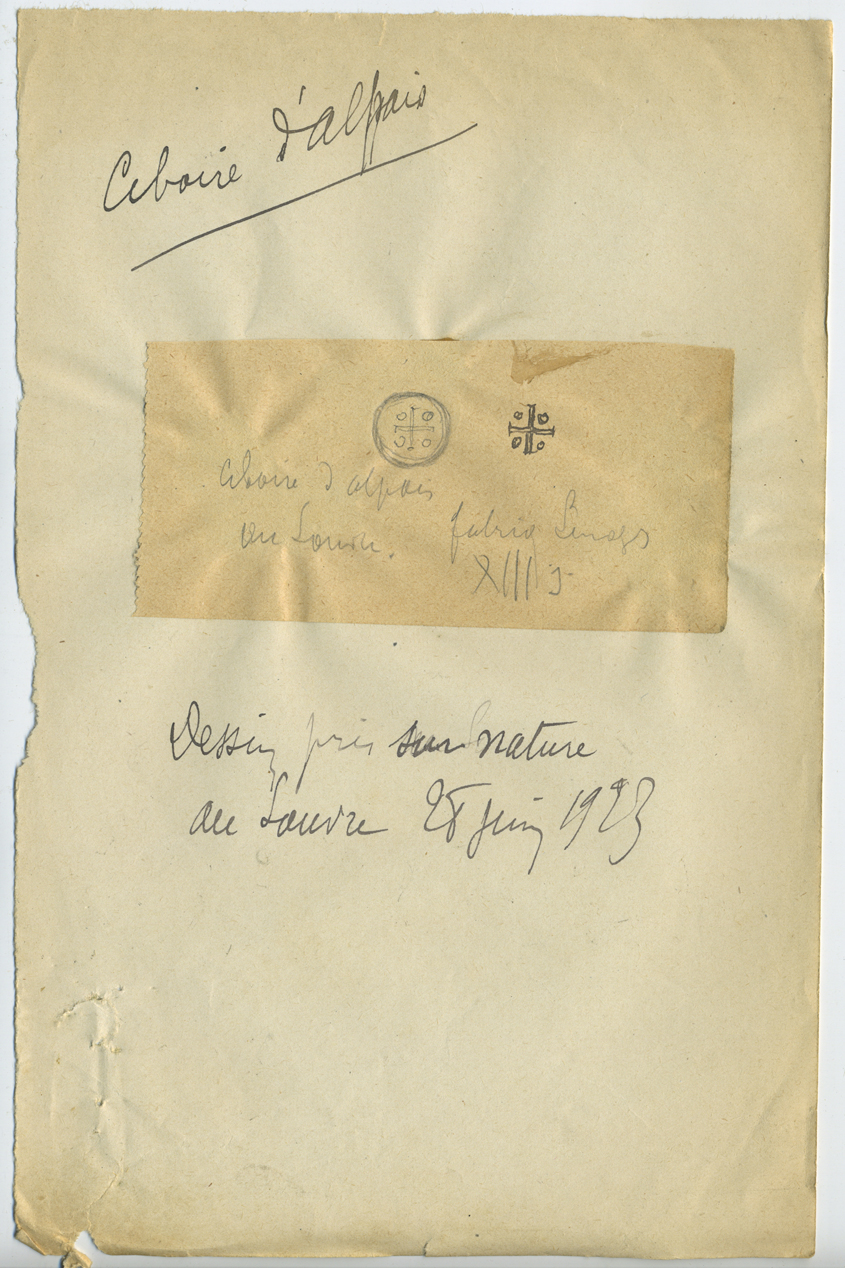 Ciboire d'alpais
Ciboire d'alpais
au Louvre.
fabriq Limoges
XIII s
Dessin pris sur nature
au Louvre 28 juin 1923